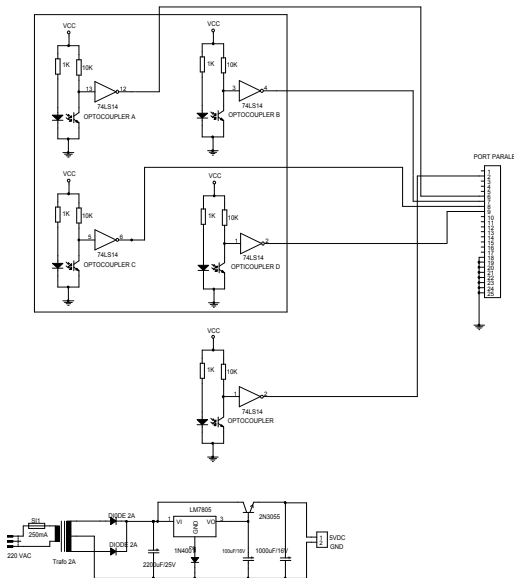 VCC
1K
10K
13
12
74LS14
OPTOCOUPLER A
VCC
1K
10K
3
4
74LS14
OPTOCOUPLER B
VCC
1K
10K
5
6
74LS14
OPTOCOUPLER C
VCC
1K
10K
1
2
74LS14
OPTICOUPLER D
PORT PARALE
1
2
3
4
5
6
7
8
9
10
11
12
13
14
15
16
17
18
19
20
21
22
23
24
25
VCC
1K
10K
1
2
74LS14
OPTOCOUPLER
SI1
250mA
220 VAC
Trafo 2A
DIODE 2A
DIODE 2A
2200uF/25V
LM7805
1
VI
GND
VO
3
1N4001
100uF/16V
2N3055
1000uF/16V
1
2
5VDC
GND